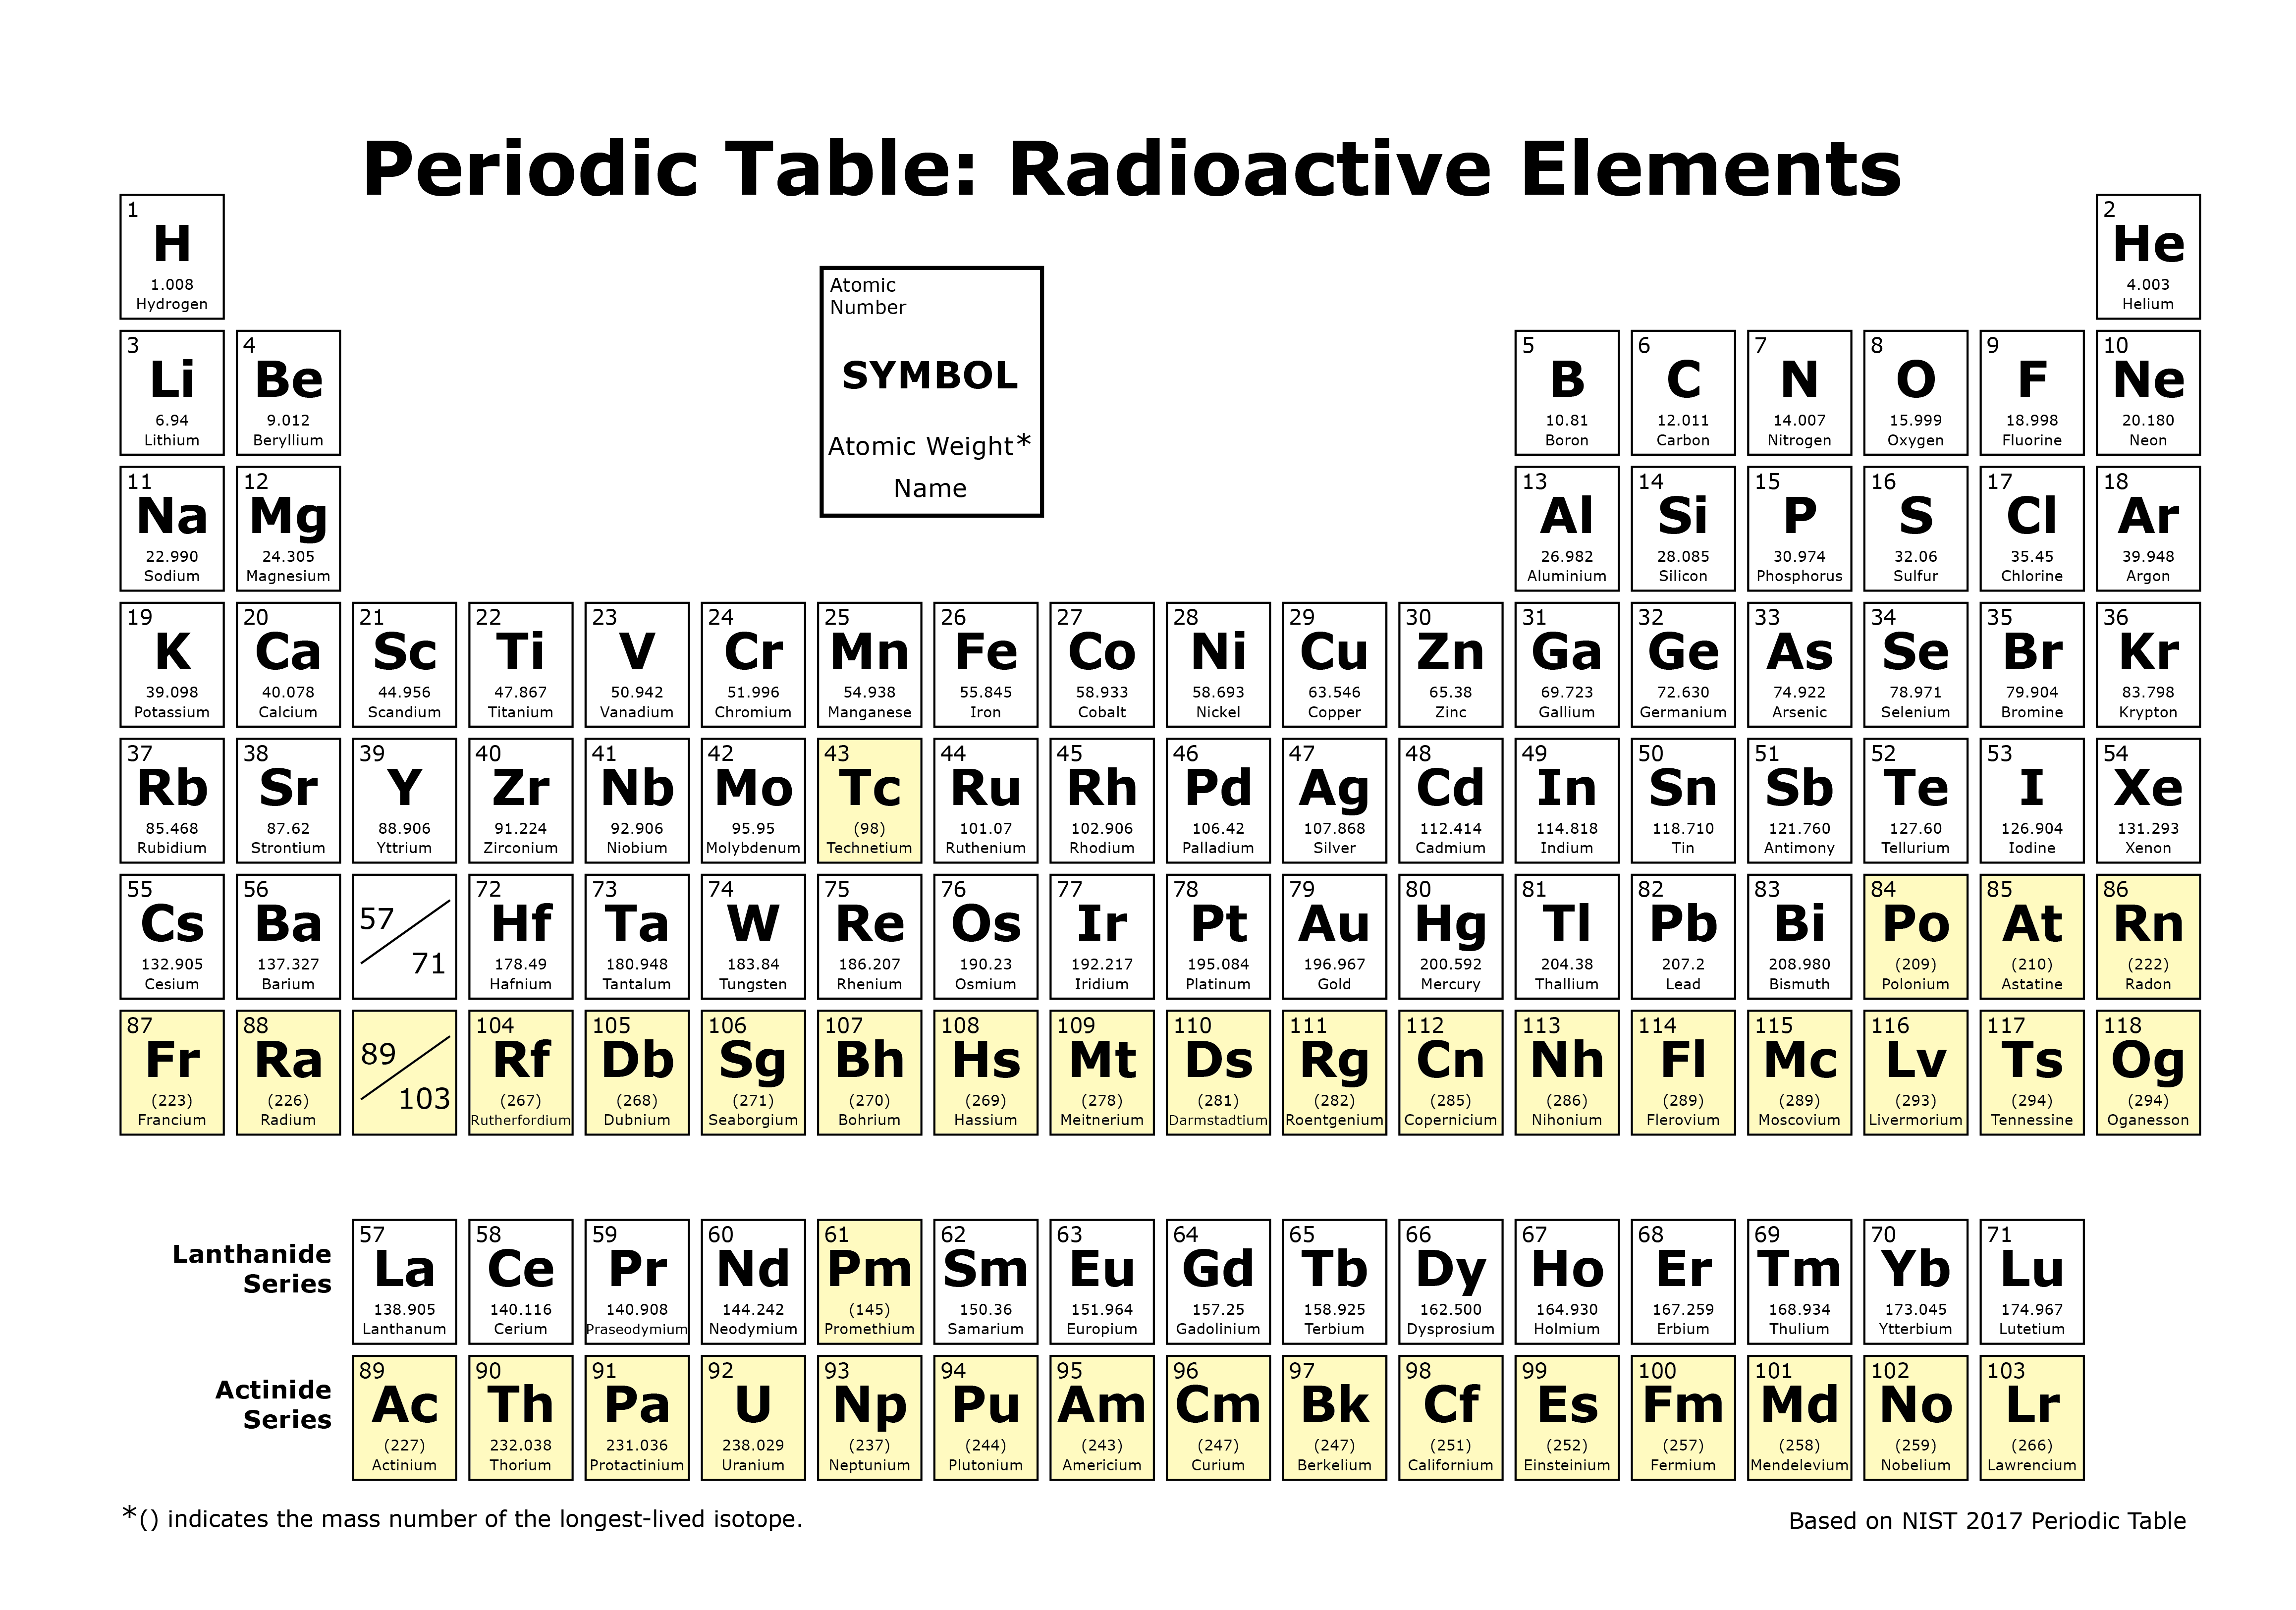 Periodic Table: Radioactive Elements
1 2
H He
1.008 4.003
Hydrogen Helium
Atomic
Number
SYMBOL
Atomic Weight*
Name
3 4 5 6 7 8 9 10
Li Be B C N O F Ne
6.94 9.012 10.81 12.011 14.007 15.999 18.998 20.180
Lithium Beryllium Boron Carbon Nitrogen Oxygen Fluorine Neon
11 12 13 14 15 16 17 18
Na Mg Al Si P S Cl Ar
22.990 24.305 26.982 28.085 30.974 32.06 35.45 39.948
Sodium Magnesium Aluminium Silicon Phosphorus Sulfur Chlorine Argon
19 20 21 22 23 24 25 26 27 28 29 30 31 32 33 34 35 36
K Ca Sc Ti V Cr Mn Fe Co Ni Cu Zn Ga Ge As Se Br Kr
39.098 40.078 44.956 47.867 50.942 51.996 54.938 55.845 58.933 58.693 63.546 65.38 69.723 72.630 74.922 78.971 79.904 83.798
Potassium Calcium Scandium Titanium Vanadium Chromium Manganese Iron Cobalt Nickel Copper Zinc Gallium Germanium Arsenic Selenium Bromine Krypton
37 38 39 40 41 42 43 44 45 46 47 48 49 50 51 52 53 54
Rb Sr Y Zr Nb Mo Tc Ru Rh Pd Ag Cd In Sn Sb Te I Xe
85.468 87.62 88.906 91.224 92.906 95.95 (98) 101.07 102.906 106.42 107.868 112.414 114.818 118.710 121.760 127.60 126.904 131.293
Rubidium Strontium Yttrium Zirconium Niobium Molybdenum Technetium Ruthenium Rhodium Palladium Silver Cadmium Indium Tin Antimony Tellurium Iodine Xenon
55 56 57 72 73 74 75 76 77 78 79 80 81 82 83 84 85 86
Cs Ba 71 Hf Ta W Re Os Ir Pt Au Hg Tl Pb Bi Po At Rn
132.905 137.327 178.49 180.948 183.84 186.207 190.23 192.217 195.084 196.967 200.592 204.38 207.2 208.980 (209) (210) (222)
Cesium Barium Hafnium Tantalum Tungsten Rhenium Osmium Iridium Platinum Gold Mercury Thallium Lead Bismuth Polonium Astatine Radon
87 88 89 104 105 106 107 108 109 110 111 112 113 114 115 116 117 118
Fr Ra 103 Rf Db Sg Bh Hs Mt Ds Rg Cn Nh Fl Mc Lv Ts Og
(223) (226) (267) (268) (271) (270) (269) (278) (281) (282) (285) (286) (289) (289) (293) (294) (294)
Francium Radium Rutherfordium Dubnium Seaborgium Bohrium Hassium Meitnerium Darmstadtium Roentgenium Copernicium Nihonium Flerovium Moscovium Livermorium Tennessine Oganesson
Lanthanide
Series
57 58 59 60 61 62 63 64 65 66 67 68 69 70 71
La Ce Pr Nd Pm Sm Eu Gd Tb Dy Ho Er Tm Yb Lu
138.905 140.116 140.908 144.242 (145) 150.36 151.964 157.25 158.925 162.500 164.930 167.259 168.934 173.045 174.967
Lanthanum Cerium Praseodymium Neodymium Promethium Samarium Europium Gadolinium Terbium Dysprosium Holmium Erbium Thulium Ytterbium Lutetium
Actinide
Series
89 90 91 92 93 94 95 96 97 98 99 100 101 102 103
Ac Th Pa U Np Pu Am Cm Bk Cf Es Fm Md No Lr
(227) 232.038 231.036 238.029 (237) (244) (243) (247) (247) (251) (252) (257) (258) (259) (266)
Actinium Thorium Protactinium Uranium Neptunium Plutonium Americium Curium Berkelium Californium Einsteinium Fermium Mendelevium Nobelium Lawrencium
*() indicates the mass number of the longest-lived isotope.
Based on NIST 2017 Periodic Table